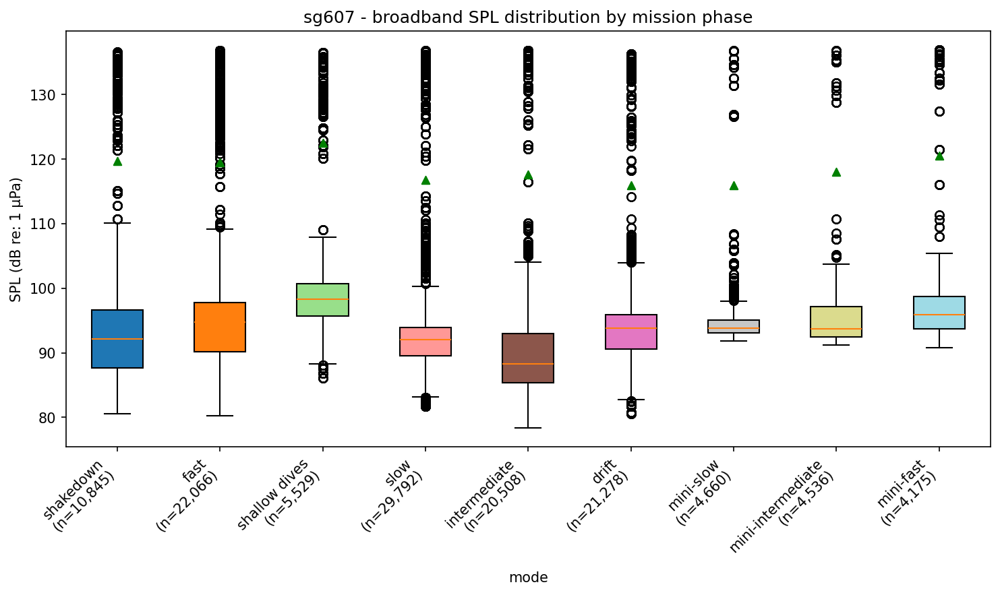 sg607 - broadband SPL distribution by mission phase
SPL (dB re: 1 µPa)
130
120
110
100
90
80
shakedown
(n=10,845)
fast
(n=22,066)
shallow dives
(n=5,529)
slow
(n=29,792)
intermediate
(n=20,508)
drift
(n=21,278)
mini-slow
(n=4,660)
mini-intermediate
(n=4,536)
mini-fast
(n=4,175)
mode